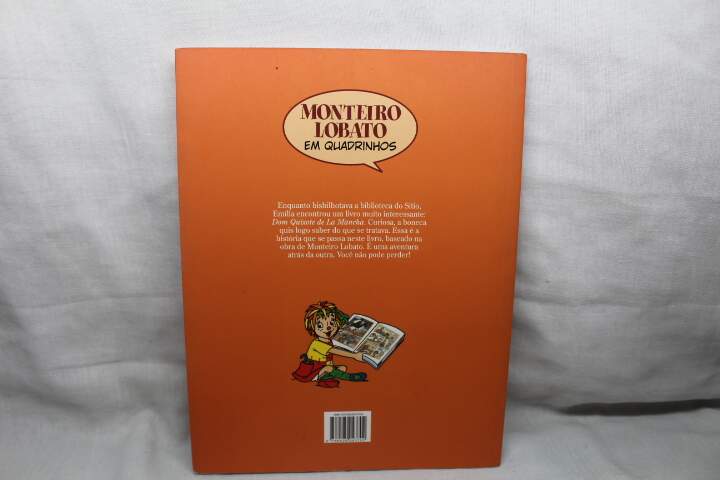 MONTEIRO
LOBATO
EM QUADRINHOS
Enquanto bisbilhotava a biblioteca do Sítio,
Emília encontrou um livro muito interessante:
Dom Quixote de La Mancha. Curiosa, a boneca
quis logo saber do que se tratava. Essa é a
história que se passa neste livro, baseado na
obra de Monteiro Lobato. É uma aventura
atrás da outra. Você não pode perder!